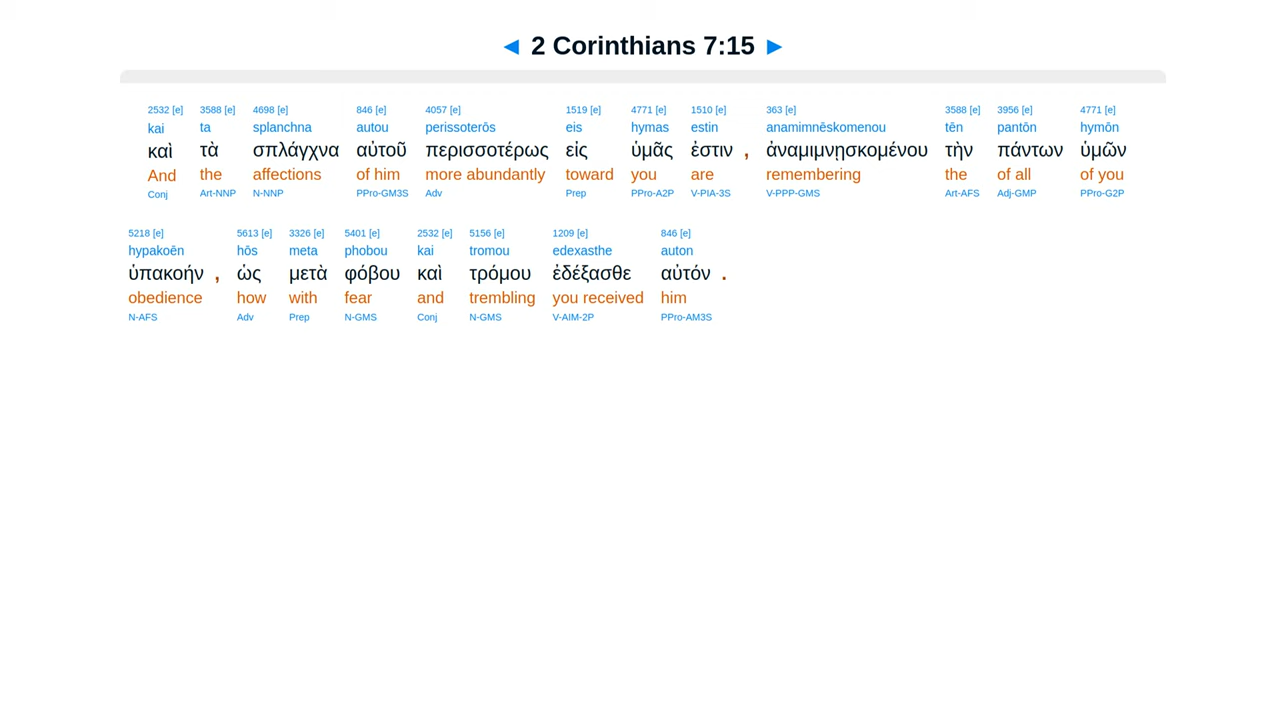 ◄ 2 Corinthians 7:15 ►
2532 [e] 3588 [e] 4698 [e] 846 [e] 4057 [e] 1519 [e] 4771 [e] 1510 [e] 363 [e] 3588 [e] 3956 [e] 4771 [e]
kai ta splanchna autou perissoterōs eis hymas estin anamimnēskomenou tēn pantōn hymōn
καὶ τὰ σπλάγχνα αὐτοῦ περισσοτέρως εἰς ὑμᾶς ἐστιν , ἀναμιμνῃσκομένου τὴν πάντων ὑμῶν
And the affections of him more abundantly toward you are remembering the of all of you
Conj Art-NNP N-NNP PPro-GM3S Adv Prep PPro-A2P V-PIA-3S V-PPP-GMS Art-AFS Adj-GMP PPro-G2P
5218 [e] 5613 [e] 3326 [e] 5401 [e] 2532 [e] 5156 [e] 1209 [e] 846 [e]
hypakoēn hōs meta phobou kai tromou edexasthe auton
ὑπακοήν , ὡς μετὰ φόβου καὶ τρόμου ἐδέξασθε αὐτόν .
obedience how with fear and trembling you received him
N-AFS Adv Prep N-GMS Conj N-GMS V-AIM-2P PPro-AM3S